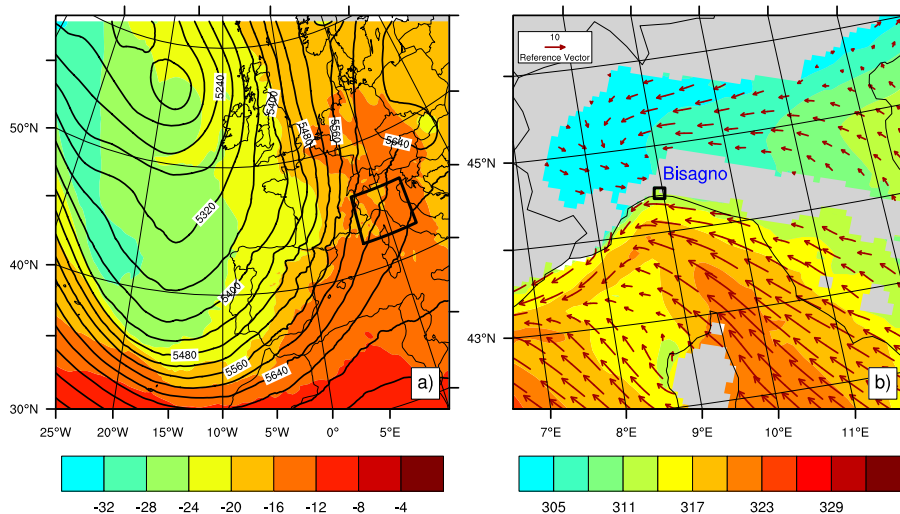 5240
5400
5480
5560
5640
5320
5400
5480
5560
5640
50°N
40°N
30°N
25°W 20°W 15°W 10°W 5°W 0° 5°E
a)
-32 -28 -24 -20 -16 -12 -8 -4
10
Reference Vector
Bisagno
45°N
43°N
7°E 8°E 9°E 10°E 11°E
b)
305 311 317 323 329